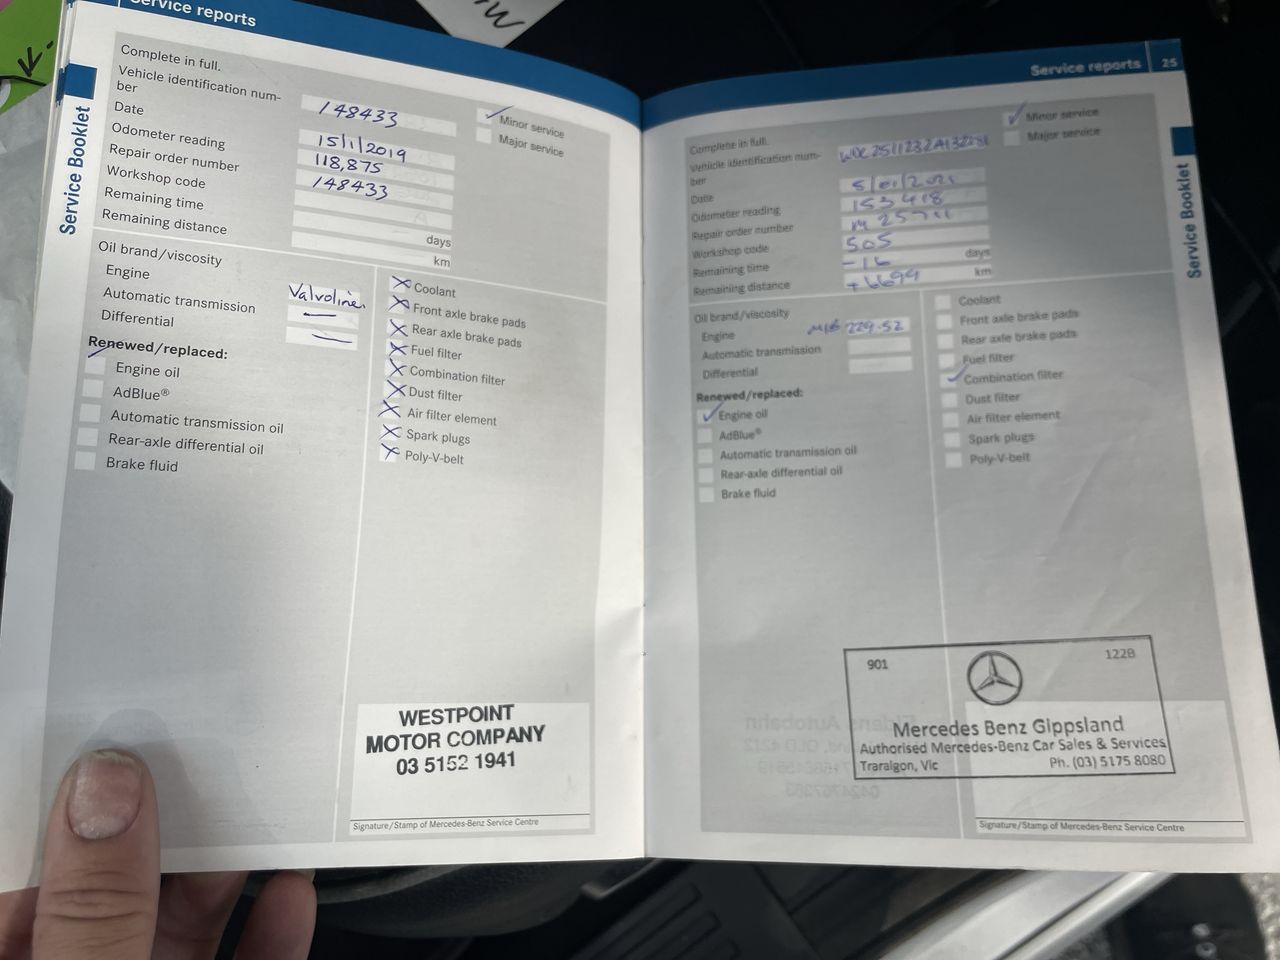 Service reports
Service Booklet
Complete in full.
Vehicle identification num-
ber
148433
Date
15/1/2019
Odometer reading
118,875
Repair order number
148433
Workshop code
Remaining time
days
Remaining distance
km
Minor service
Major service
Oil brand/viscosity
Engine
Valvoline
Automatic transmission
Differential
Renewed/replaced:
Engine oil
AdBlue®
Automatic transmission oil
Rear-axle differential oil
Brake fluid
Coolant
Front axle brake pads
Rear axle brake pads
Fuel filter
Combination filter
Dust filter
Air filter element
Spark plugs
Poly-V-belt
WESTPOINT
MOTOR COMPANY
03 5152 1941
Signature/Stamp of Mercedes-Benz Service Centre
Service reports 25
Service Booklet
Complete in full.
Vehicle identification num-
ber
Date
Odometer reading
153418
Repair order number
Workshop code
505
Remaining time
-16 days
Remaining distance
+6699 km
Minor service
Major service
Oil brand/viscosity
Engine
229.52
Automatic transmission
Differential
Renewed/replaced:
Engine oil
AdBlue®
Automatic transmission oil
Rear-axle differential oil
Brake fluid
Coolant
Front axle brake pads
Rear axle brake pads
Fuel filter
Combination filter
Dust filter
Air filter element
Spark plugs
Poly-V-belt
901 122B
Mercedes Benz Gippsland
Authorised Mercedes-Benz Car Sales & Services
Traralgon, Vic Ph. (03) 5175 8080
Signature/Stamp of Mercedes-Benz Service Centre